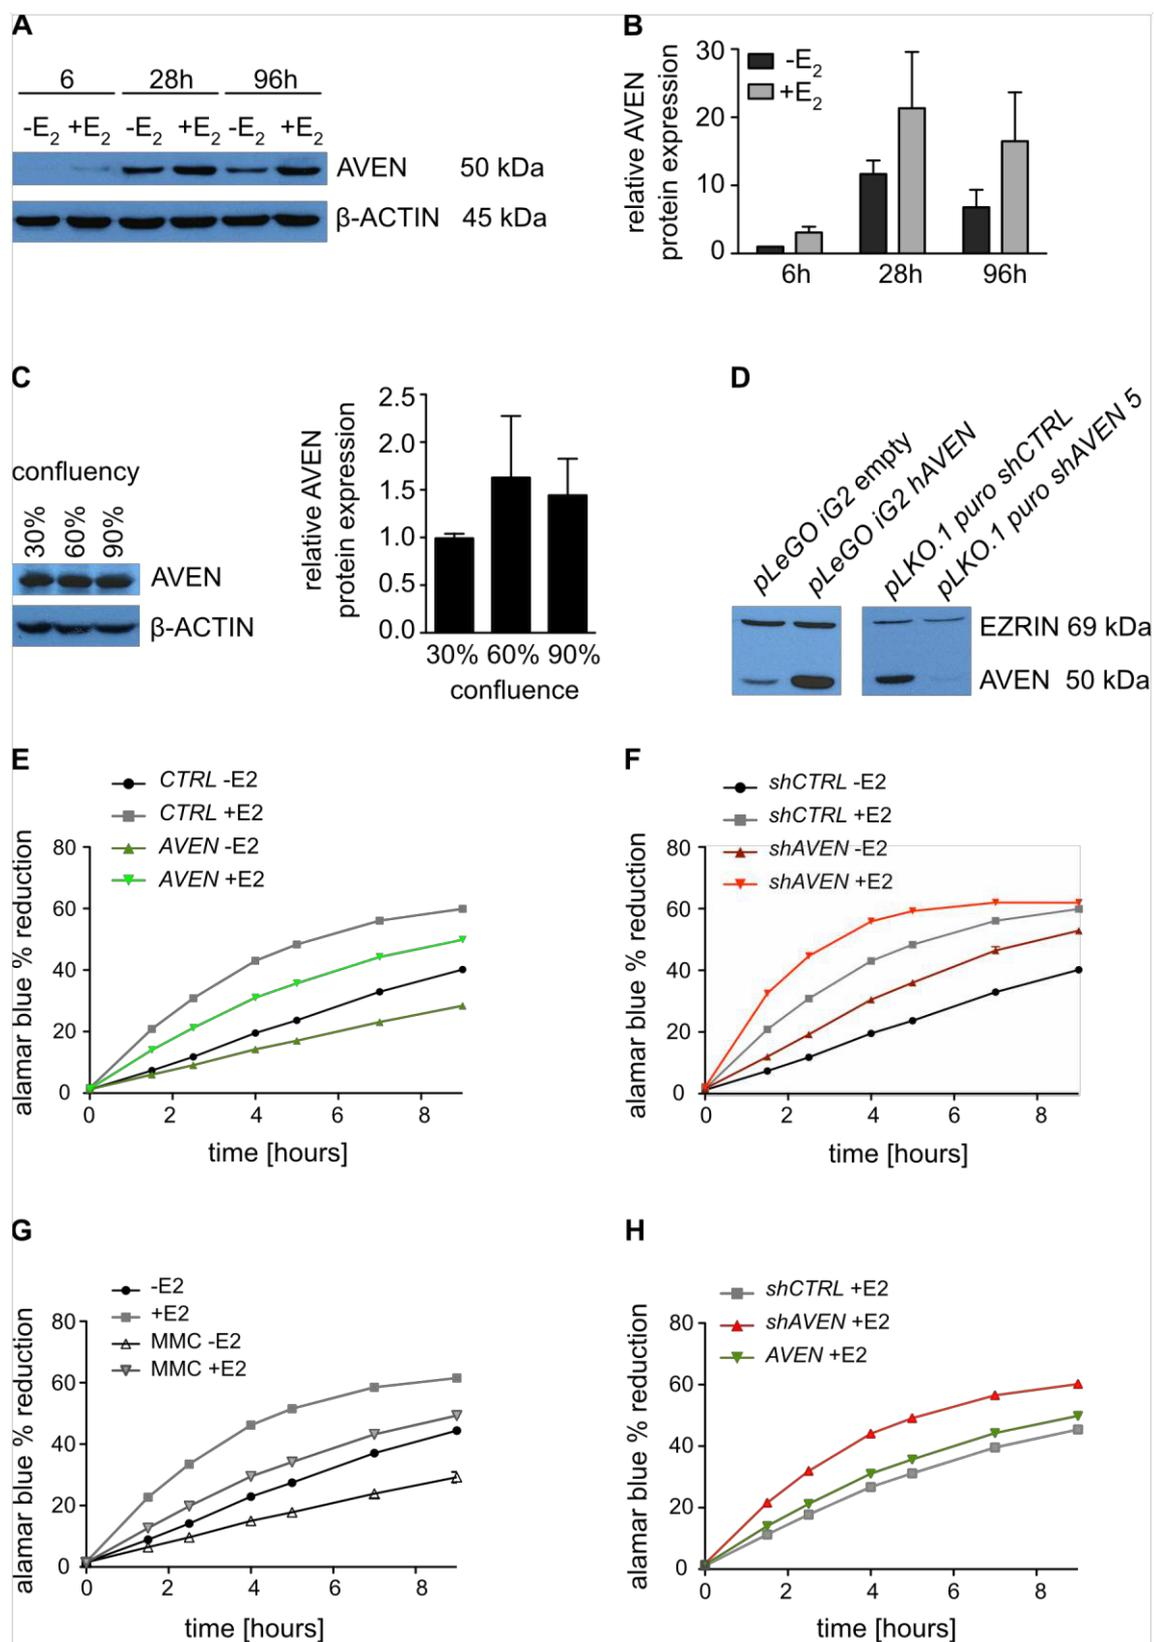 A
6 28h 96h
-E2 +E2 -E2 +E2 -E2 +E2
AVEN 50 kDa
β-ACTIN 45 kDa
B
relative AVEN
protein expression
30
20
10
0
-E2
+E2
6h 28h 96h
C
confluency
30% 60% 90%
AVEN
β-ACTIN
relative AVEN
protein expression
2.5
2.0
1.5
1.0
0.5
0.0
30% 60% 90%
confluence
D
pLeGO iG2 empty
pLeGO iG2 hAVEN
pLKO.1 puro shCTRL
pLKO.1 puro shAVEN 5
EZRIN 69 kDa
AVEN 50 kDa
E
CTRL -E2
CTRL +E2
AVEN -E2
AVEN +E2
alamar blue % reduction
80
60
40
20
0
0 2 4 6 8
time [hours]
F
shCTRL -E2
shCTRL +E2
shAVEN -E2
shAVEN +E2
alamar blue % reduction
80
60
40
20
0
0 2 4 6 8
time [hours]
G
-E2
+E2
MMC -E2
MMC +E2
alamar blue % reduction
80
60
40
20
0
0 2 4 6 8
time [hours]
H
shCTRL +E2
shAVEN +E2
AVEN +E2
alamar blue % reduction
80
60
40
20
0
0 2 4 6 8
time [hours]